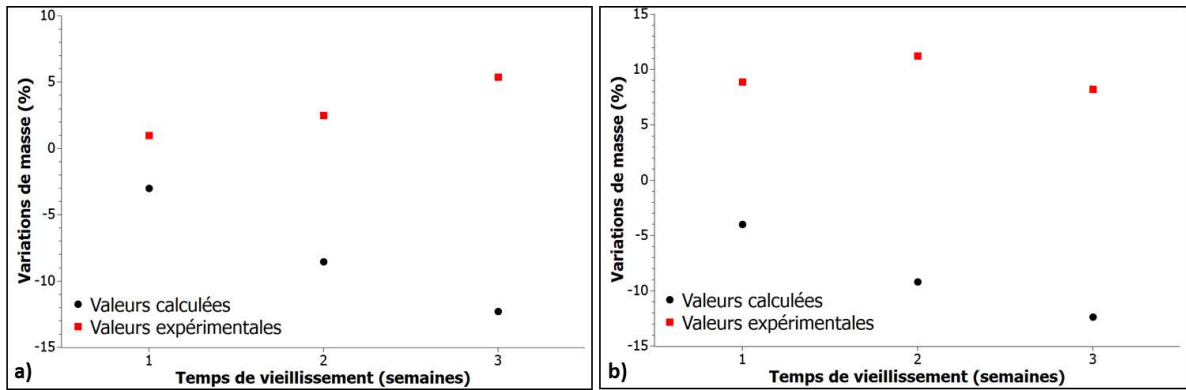 10
5
0
-5
-10
-15
Variations de masse (%)
Valeurs calculées
Valeurs expérimentales
1
2
3
Temps de vieillissement (semaines)
a)
15
10
5
0
-5
-10
-15
Variations de masse (%)
Valeurs calculées
Valeurs expérimentales
1
2
3
Temps de vieillissement (semaines)
b)